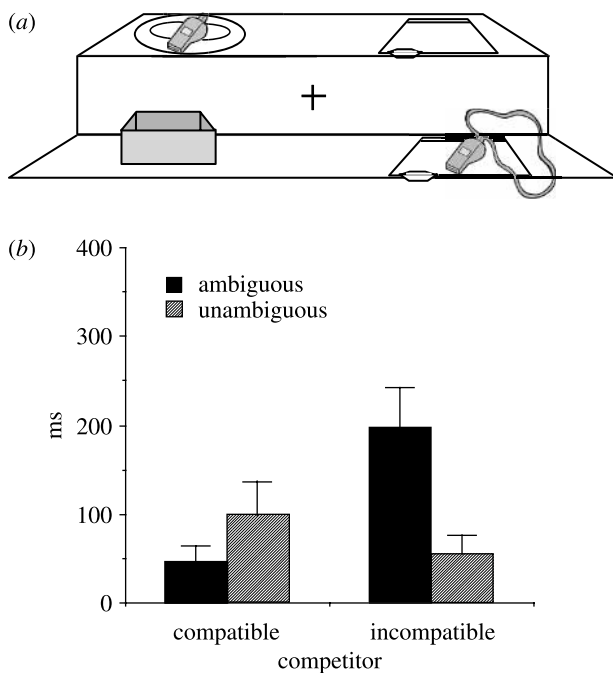 (a)
+
(b)
400
300
200
100
0
ms
ambiguous
unambiguous
compatible incompatible
competitor